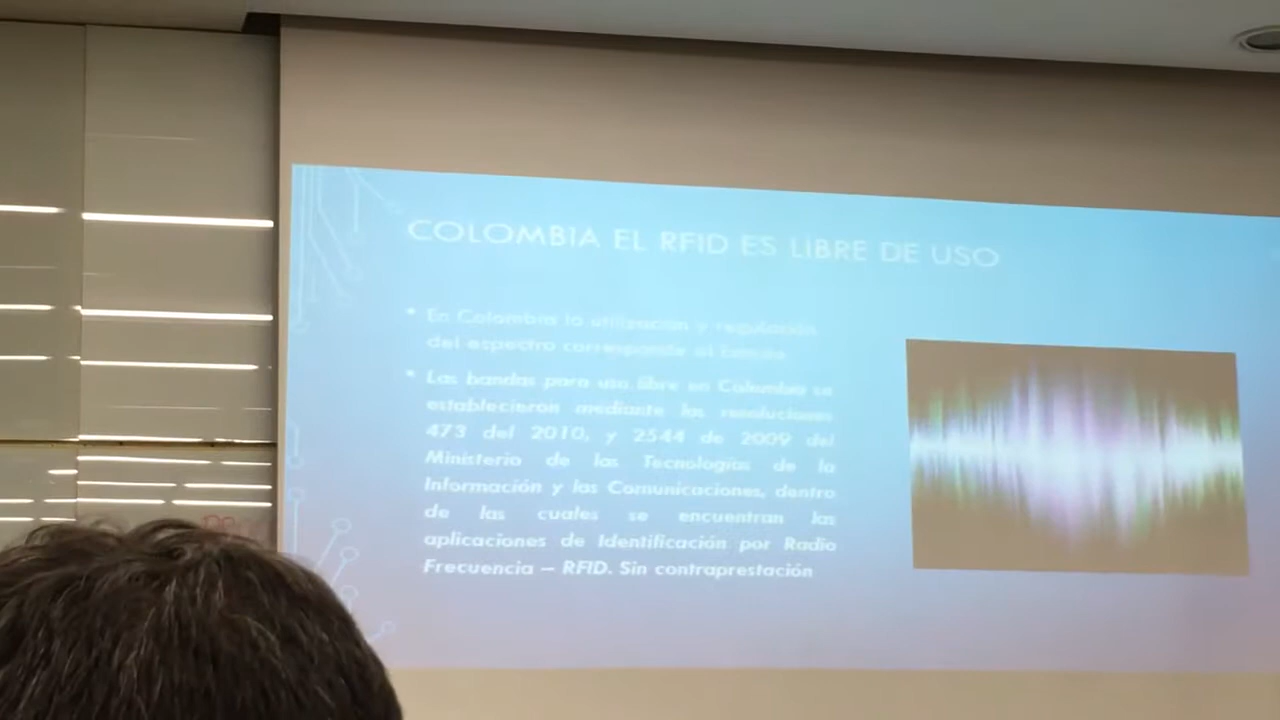 COLOMBIA EL RFID ES LIBRE DE USO
• En Colombia la utilización y regulación
del espectro corresponde al Estado
• Las bandas para uso libre en Colombia se
establecieron mediante las resoluciones
473 del 2010, y 2544 de 2009 del
Ministerio de las Tecnologías de la
Información y las Comunicaciones, dentro
de las cuales se encuentran las
aplicaciones de Identificación por Radio
Frecuencia – RFID. Sin contraprestación